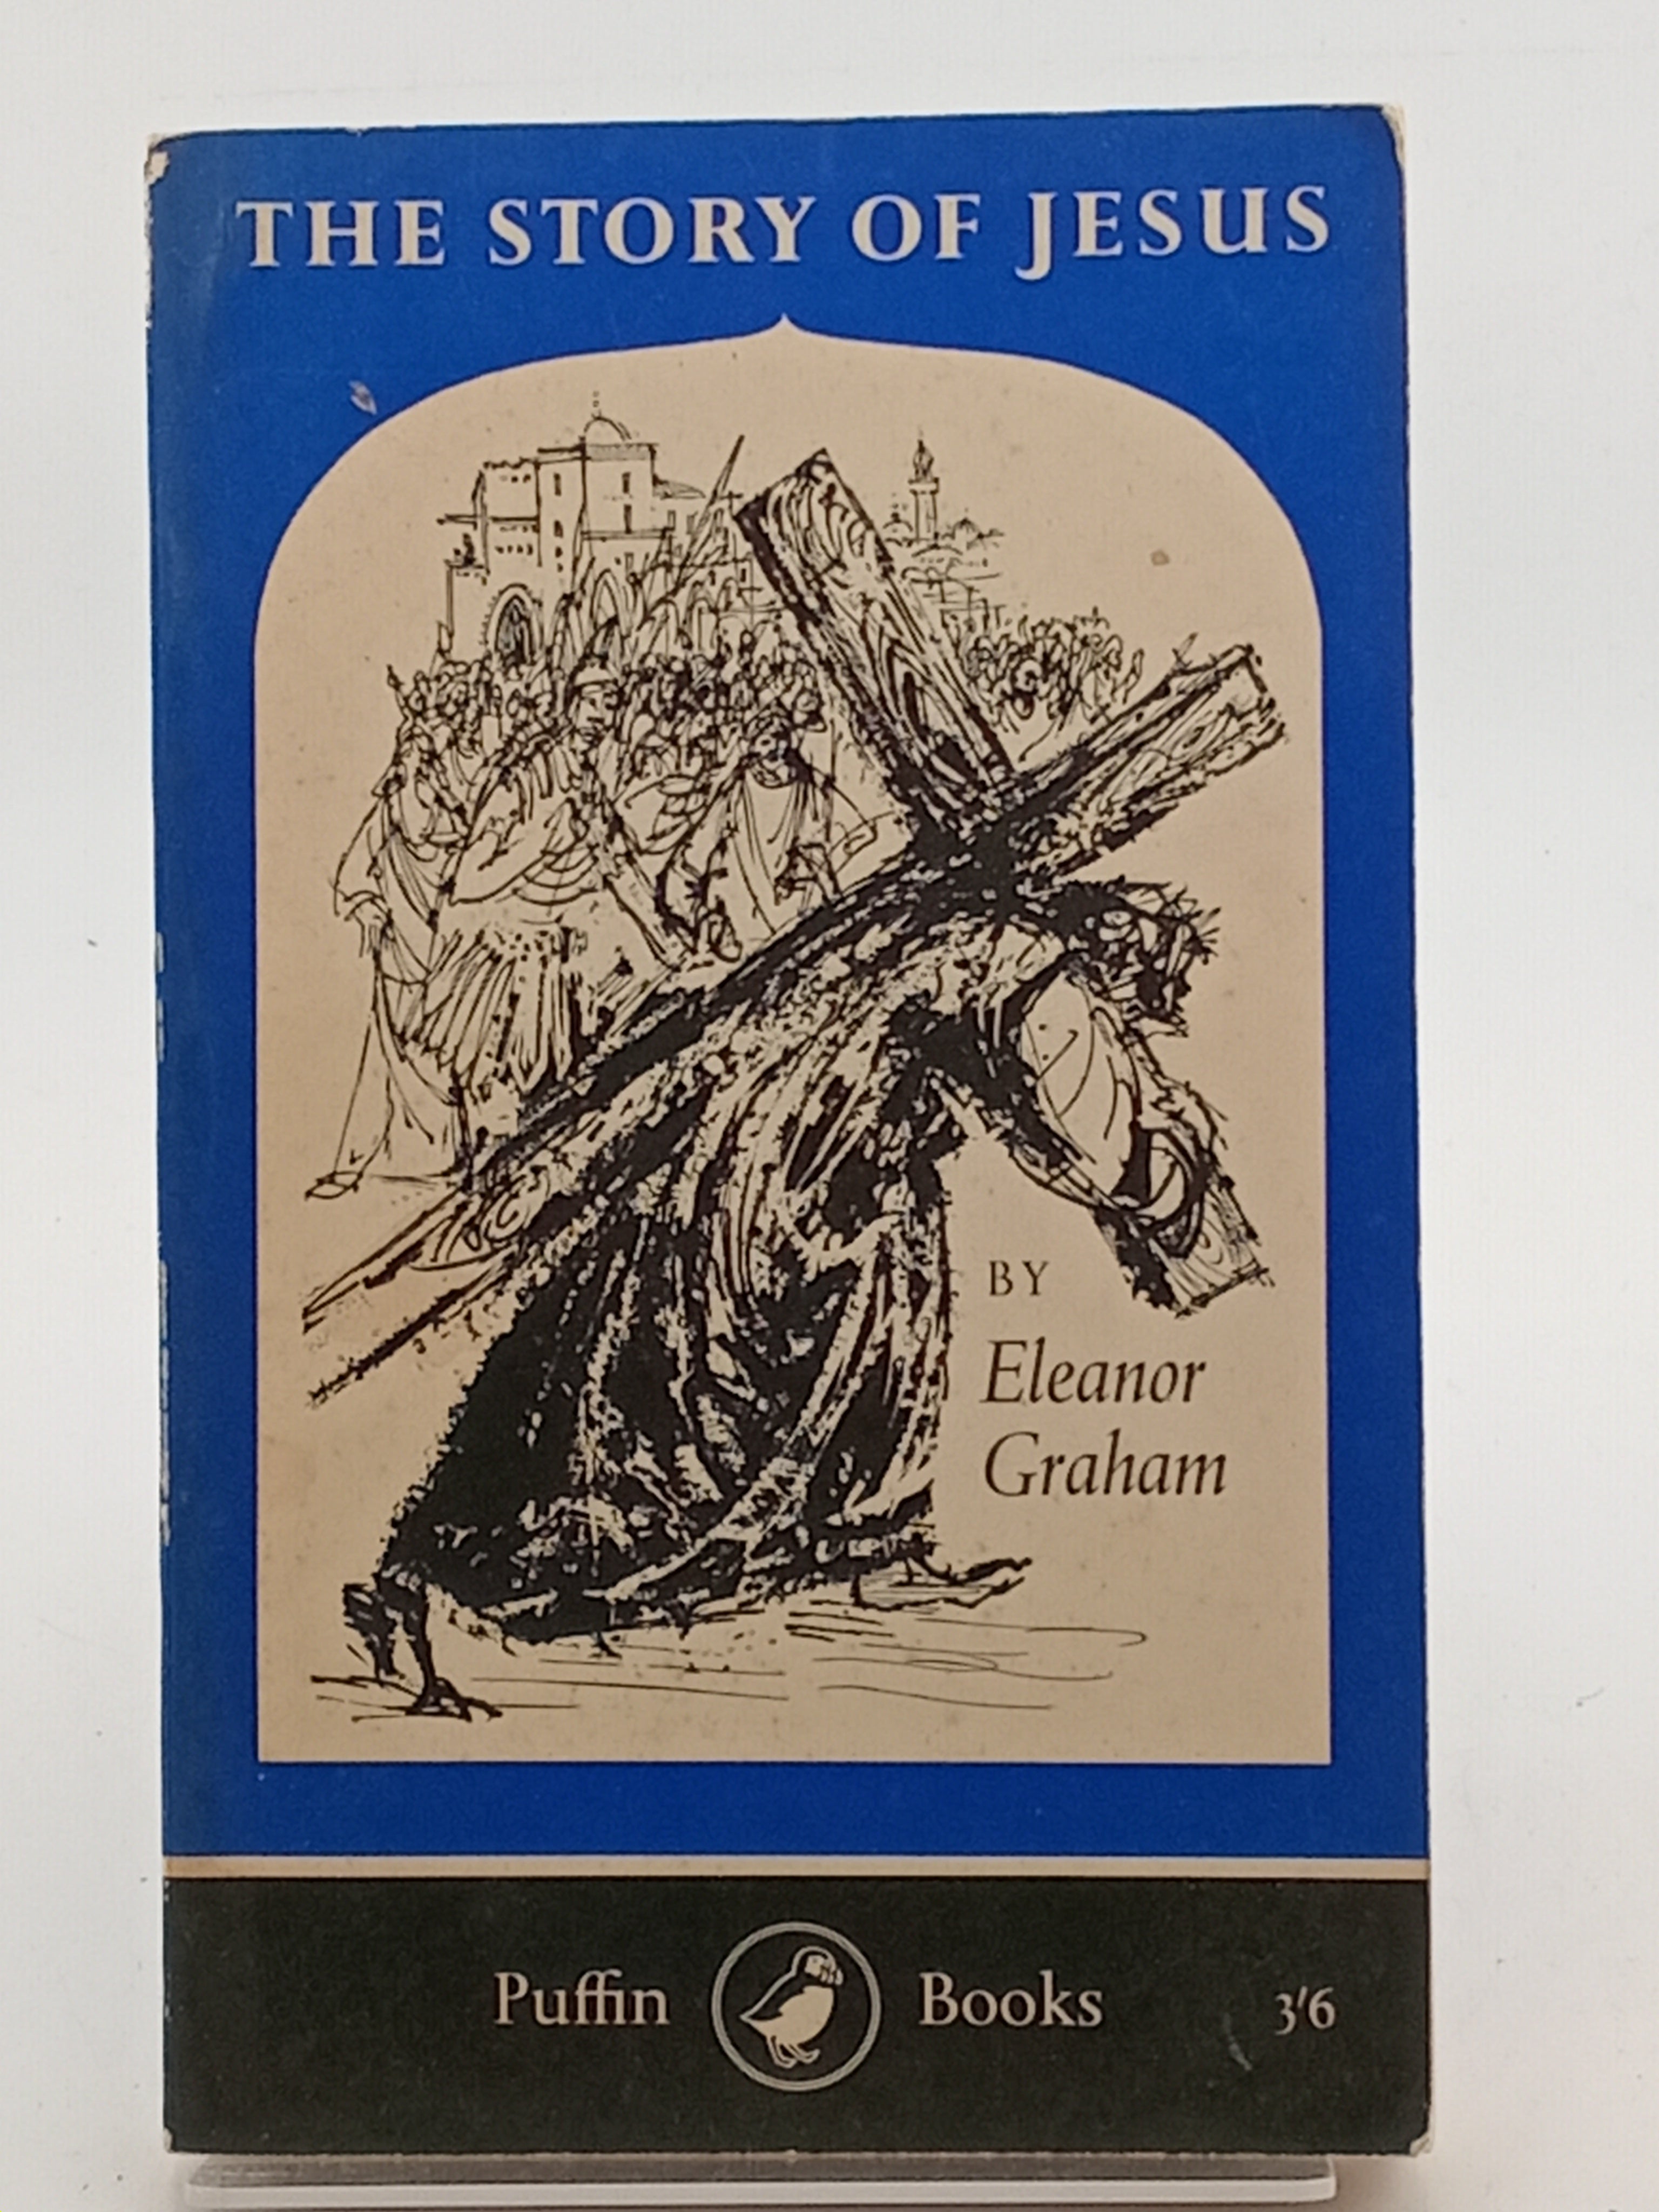 THE STORY OF JESUS
BY
Eleanor
Graham
Puffin Books 3'6